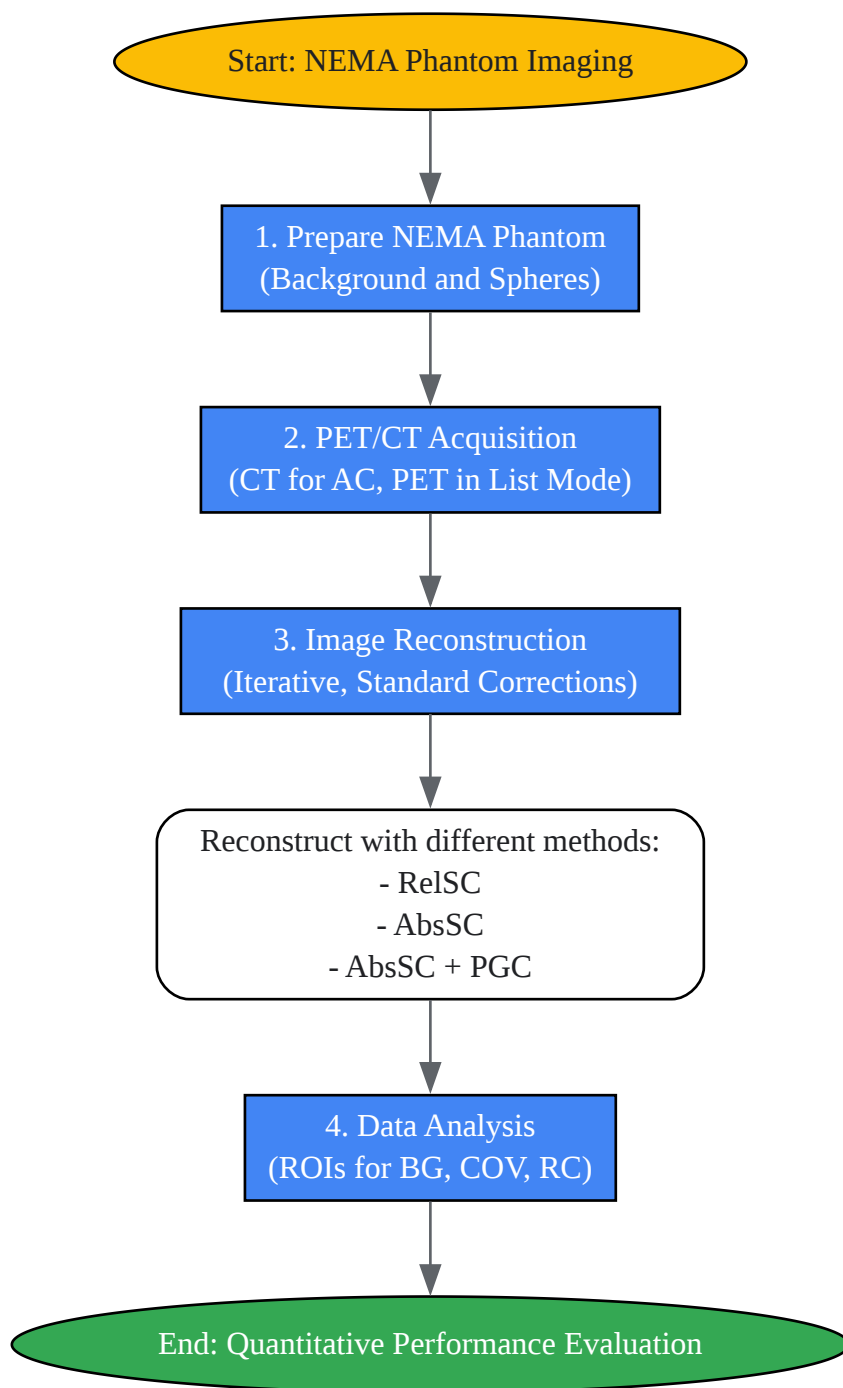 Start: NEMA Phantom Imaging
1. Prepare NEMA Phantom
(Background and Spheres)
2. PET/CT Acquisition
(CT for AC, PET in List Mode)
3. Image Reconstruction
(Iterative, Standard Corrections)
Reconstruct with different methods:
- RelSC
- AbsSC
- AbsSC + PGC
4. Data Analysis
(ROIs for BG, COV, RC)
End: Quantitative Performance Evaluation